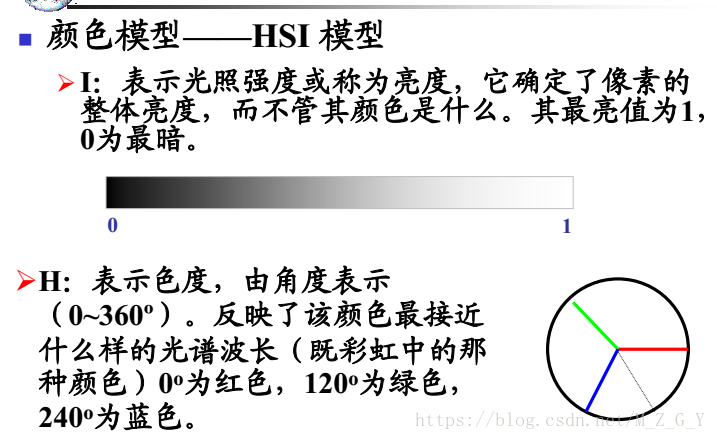 颜色模型——HSI 模型
I：表示光照强度或称为亮度，它确定了像素的
整体亮度，而不管其颜色是什么。其最亮值为1，
0为最暗。
0 1
H：表示色度，由角度表示
（0~360º）。反映了该颜色最接近
什么样的光谱波长（既彩虹中的那
种颜色）0º为红色，120º为绿色，
240º为蓝色。
https://blog.csdn.net/M_Z_G_Y